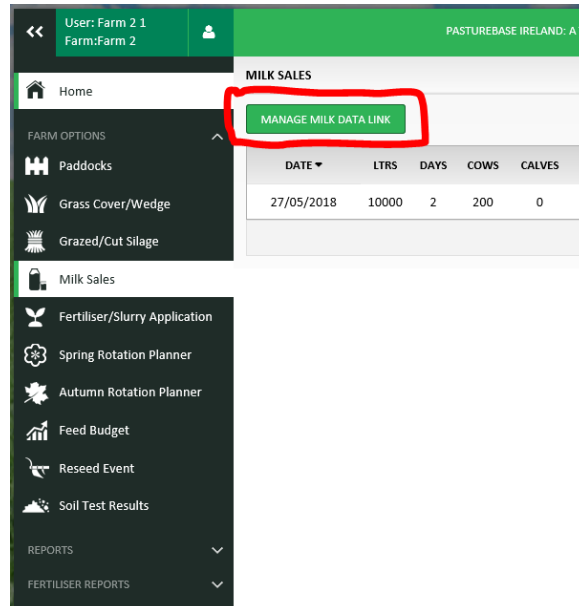 User: Farm 2 1
Farm:Farm 2
PASTUREBASE IRELAND: A
MILK SALES
Home
MANAGE MILK DATA LINK
FARM OPTIONS
DATE LTRS DAYS COWS CALVES
Paddocks
27/05/2018 10000 2 200 0
Grass Cover/Wedge
Grazed/Cut Silage
Milk Sales
Fertiliser/Slurry Application
Spring Rotation Planner
Autumn Rotation Planner
Feed Budget
Reseed Event
Soil Test Results
REPORTS
FERTILISER REPORTS